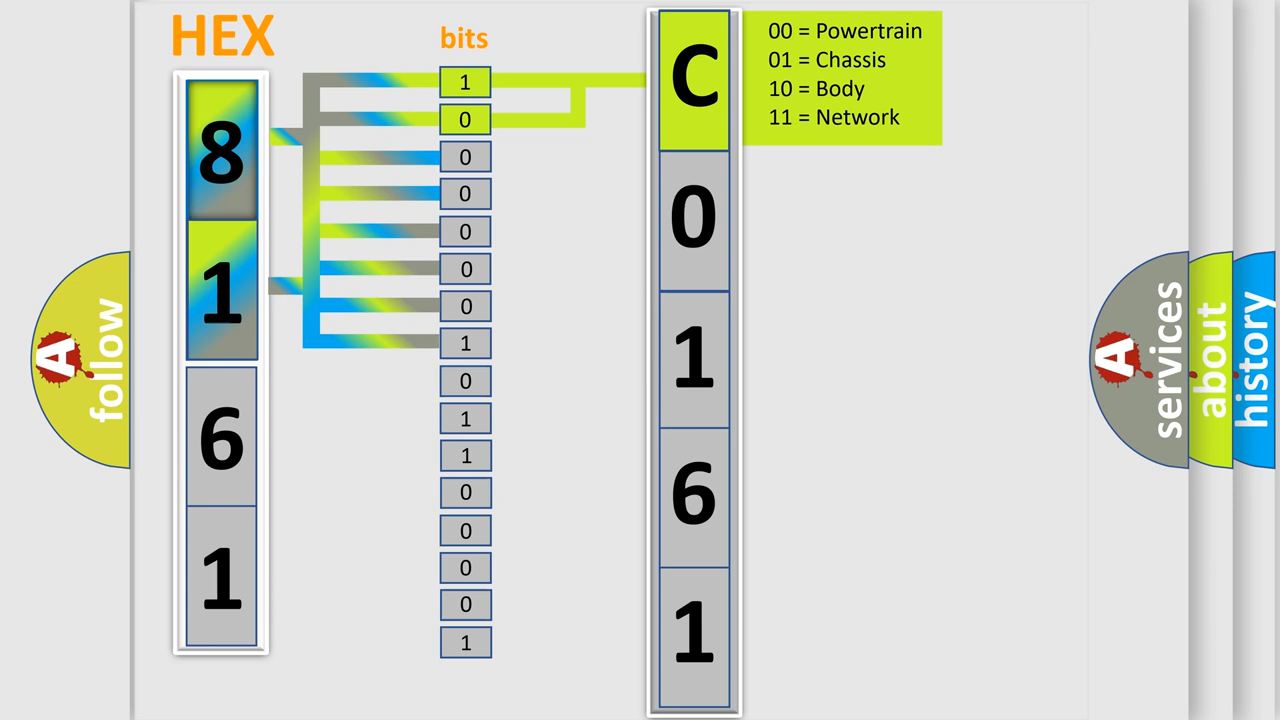 HEX
8
1
6
1
bits
1
0
0
0
0
0
0
1
0
1
1
0
0
0
0
1
C
0
1
6
1
00 = Powertrain
01 = Chassis
10 = Body
11 = Network
A
follow
A
services
about
history